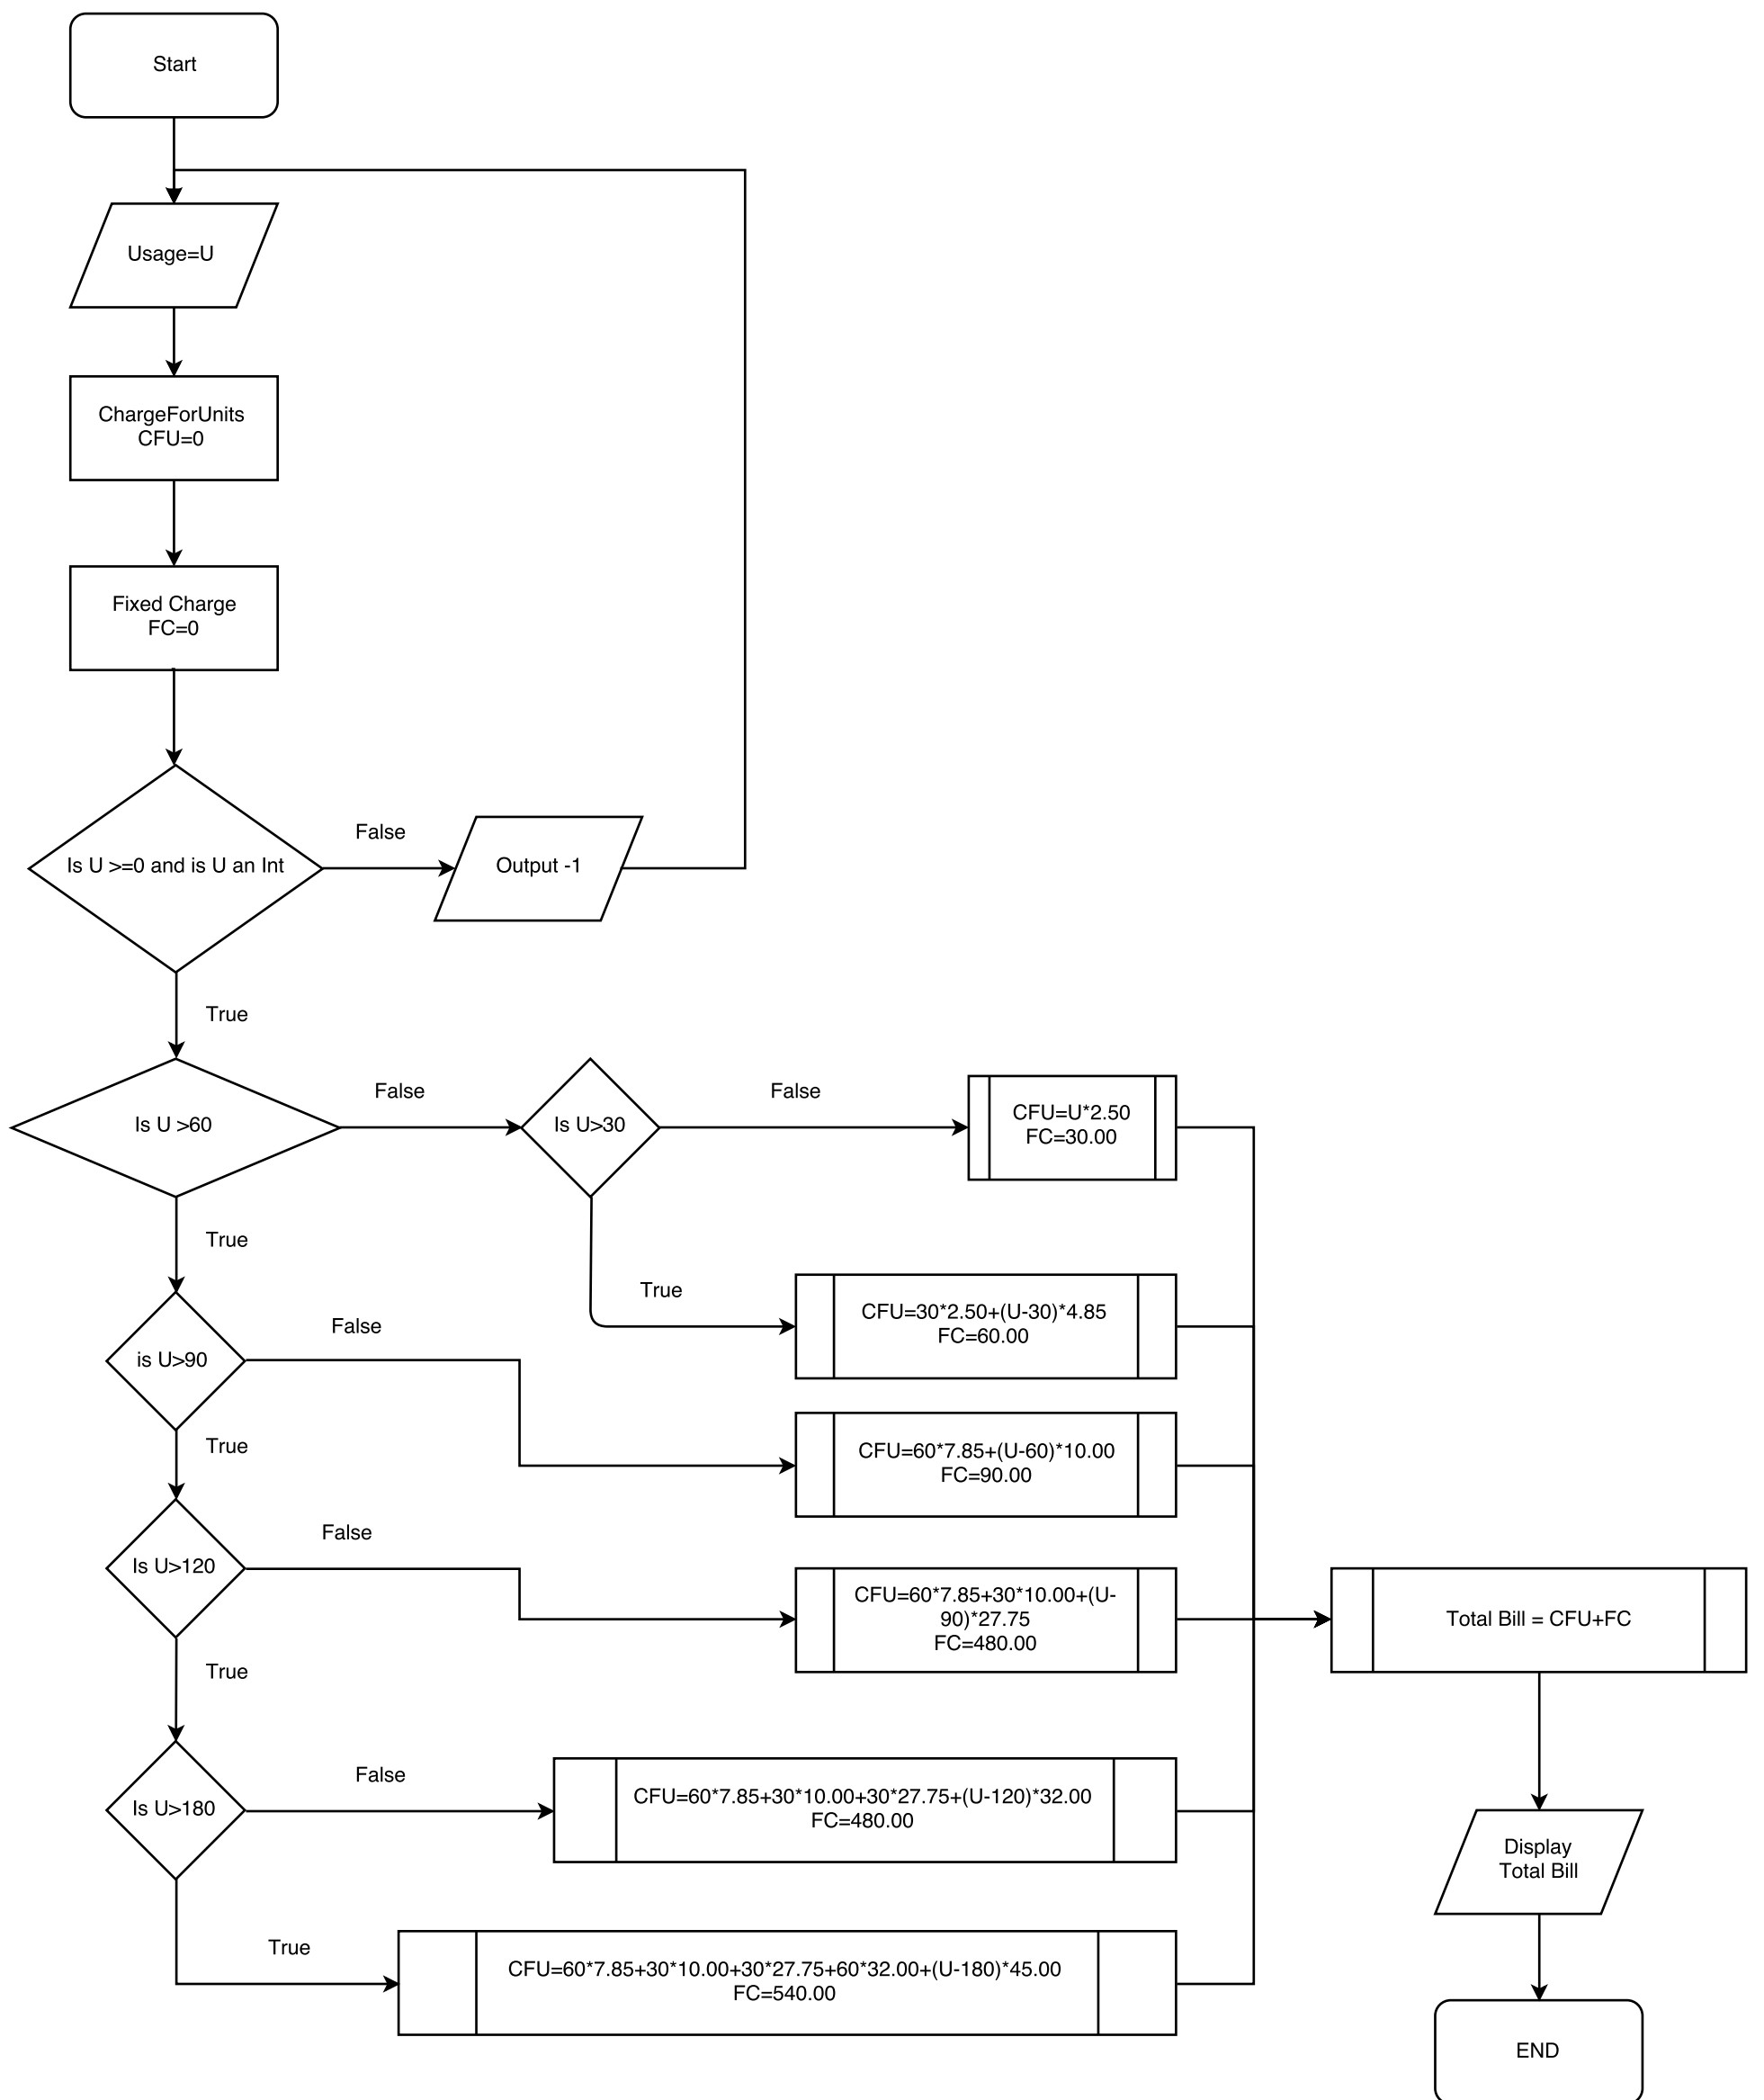 Start
Usage=U
ChargeForUnits
CFU=0
Fixed Charge
FC=0
Is U >=0 and is U an Int
False
Output -1
True
Is U >60
False
Is U>30
False
CFU=U*2.50
FC=30.00
True
True
CFU=30*2.50+(U-30)*4.85
FC=60.00
is U>90
False
CFU=60*7.85+(U-60)*10.00
FC=90.00
True
Is U>120
False
CFU=60*7.85+30*10.00+(U-
90)*27.75
FC=480.00
Total Bill = CFU+FC
True
Is U>180
False
CFU=60*7.85+30*10.00+30*27.75+(U-120)*32.00
FC=480.00
Display
Total Bill
True
CFU=60*7.85+30*10.00+30*27.75+60*32.00+(U-180)*45.00
FC=540.00
END